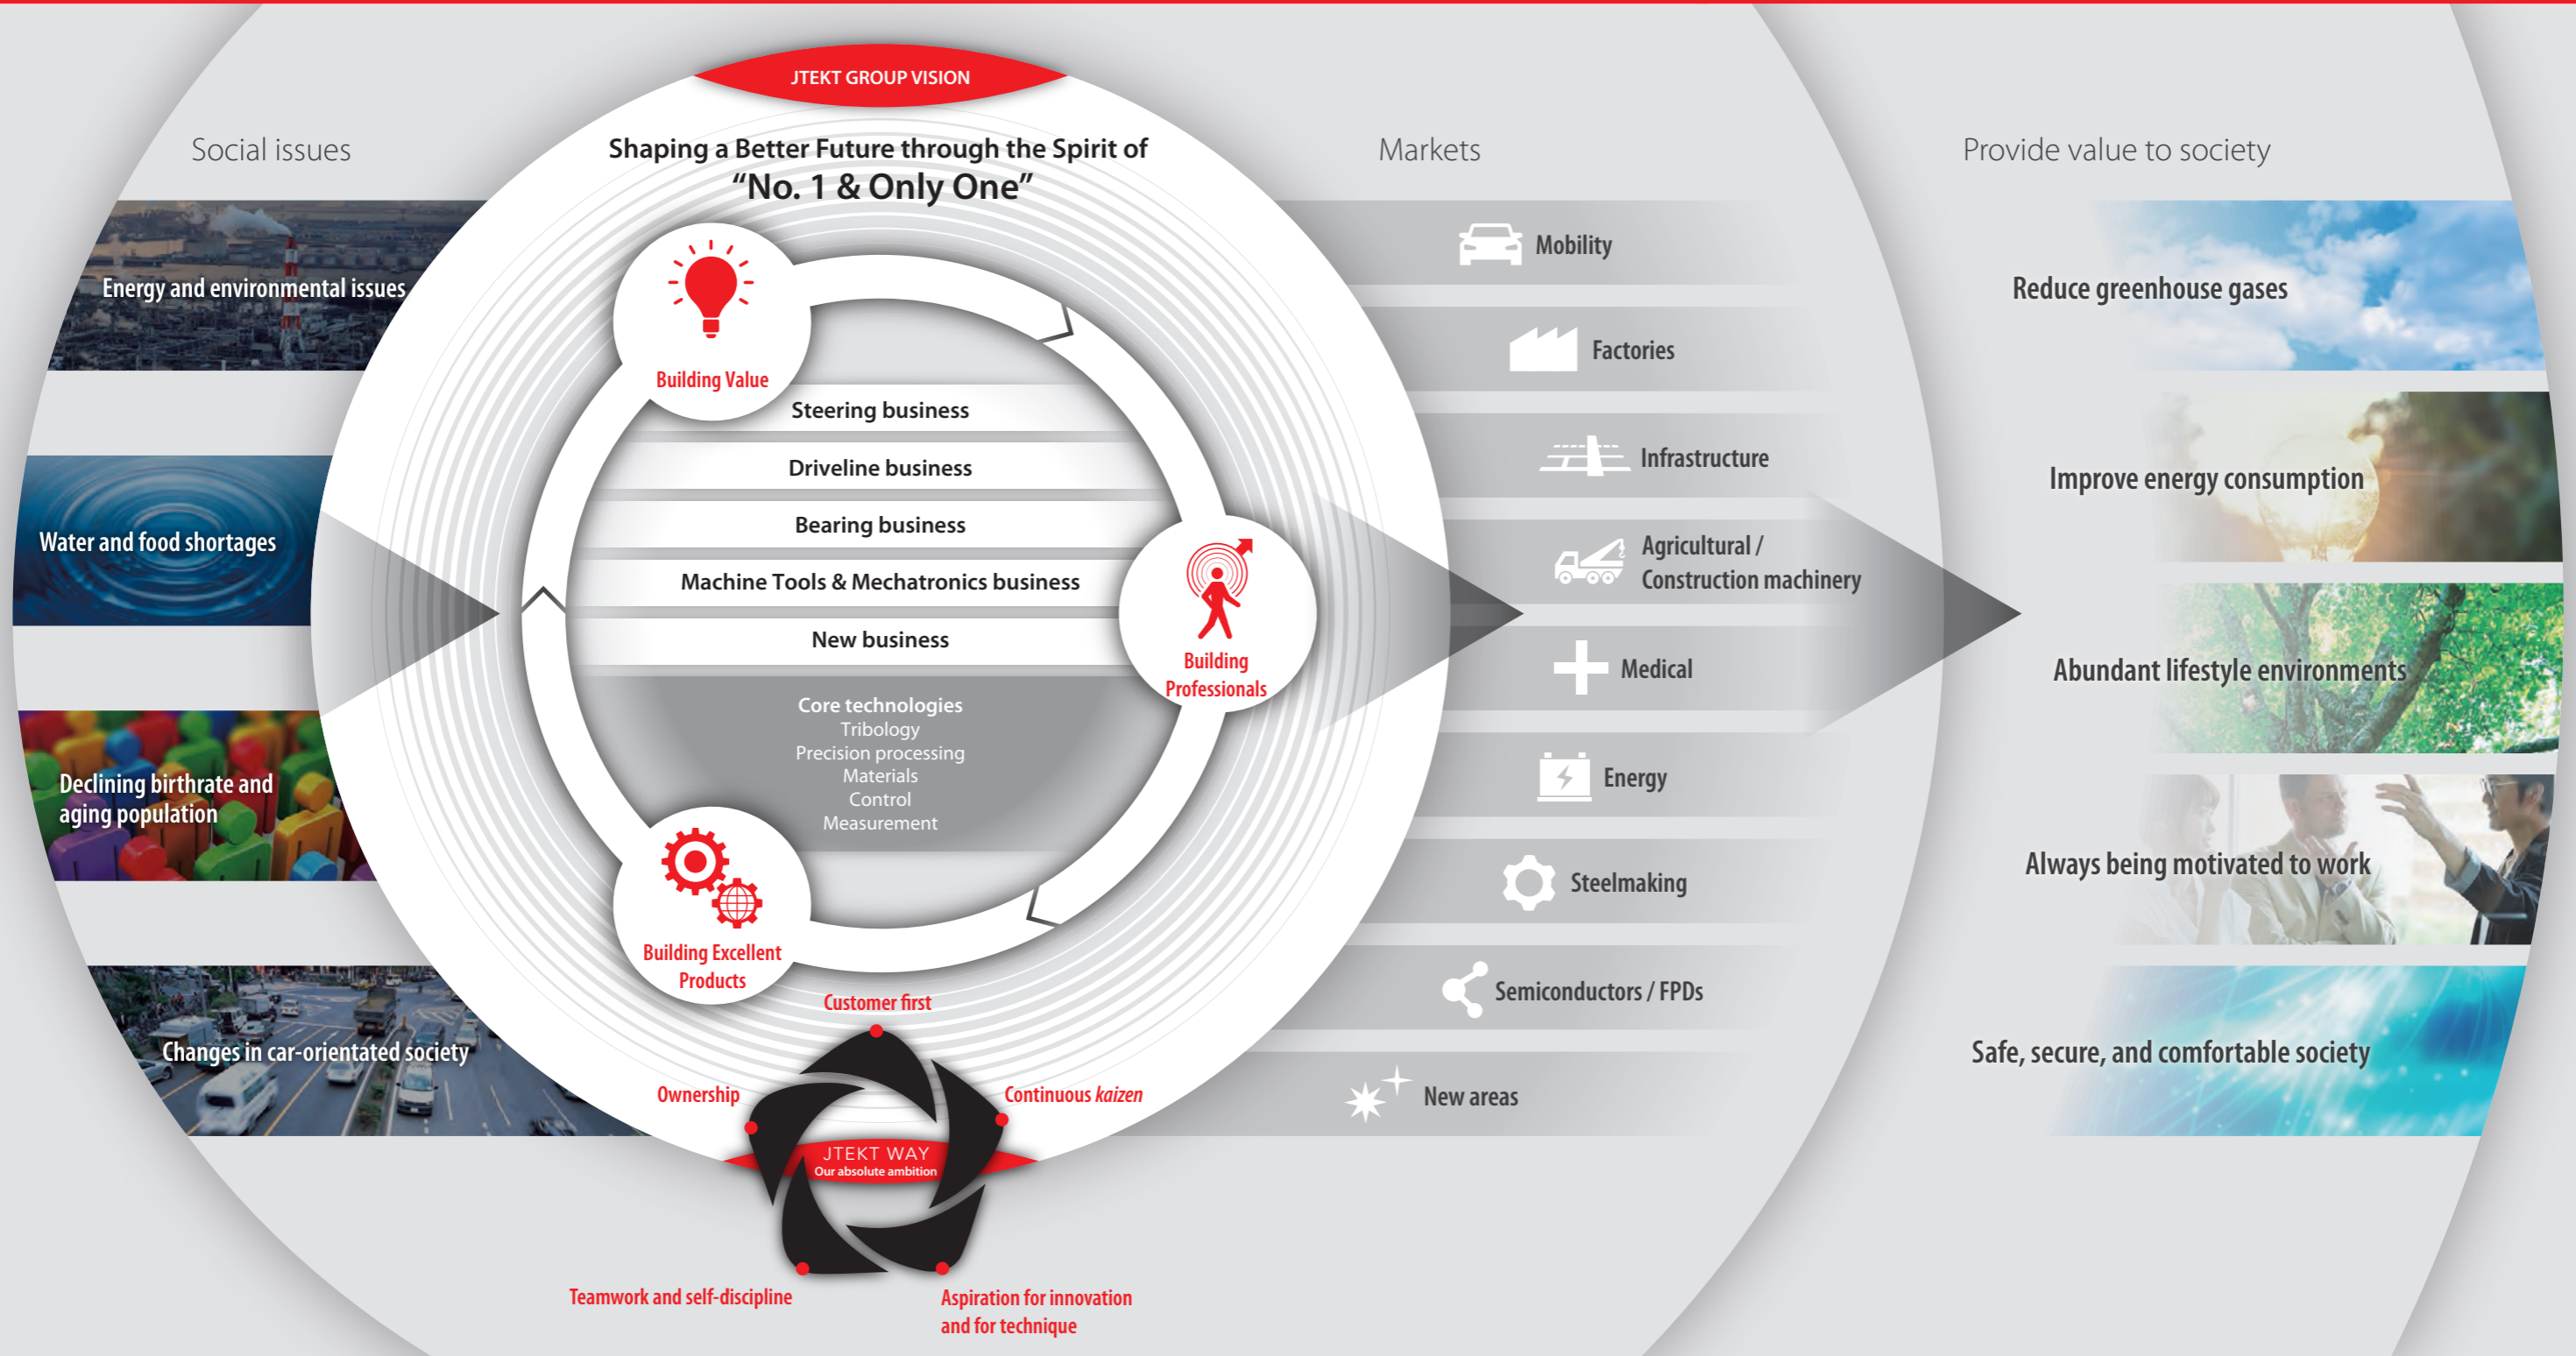 JTEKT GROUP VISION
Shaping a Better Future through the Spirit of
“No. 1 & Only One”
Social issues
Energy and environmental issues
Water and food shortages
Declining birthrate and
aging population
Changes in car-orientated society
Building Value
Steering business
Driveline business
Bearing business
Machine Tools & Mechatronics business
New business
Core technologies
Tribology
Precision processing
Materials
Control
Measurement
Building
Professionals
Building Excellent
Products
Customer first
Ownership
Continuous kaizen
JTEKT WAY
Our absolute ambition
Teamwork and self-discipline
Aspiration for innovation
and for technique
Markets
Mobility
Factories
Infrastructure
Agricultural /
Construction machinery
Medical
Energy
Steelmaking
Semiconductors / FPDs
New areas
Provide value to society
Reduce greenhouse gases
Improve energy consumption
Abundant lifestyle environments
Always being motivated to work
Safe, secure, and comfortable society